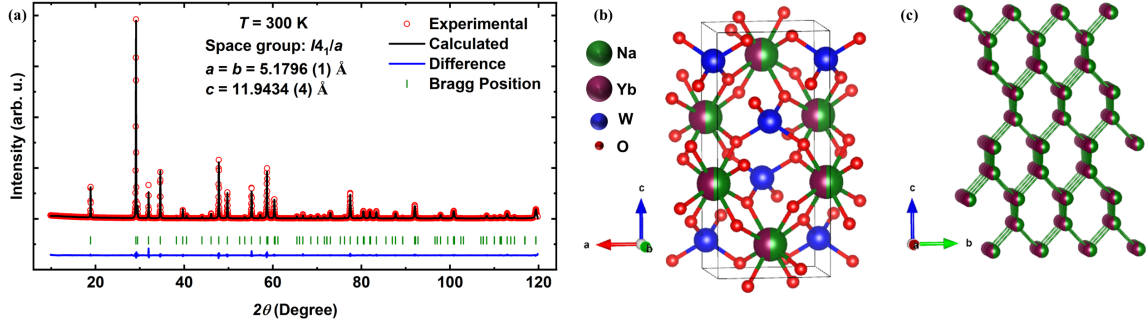 (a)
T = 300 K
Space group: I4₁/a
a = b = 5.1796 (1) Å
c = 11.9434 (4) Å
Experimental
Calculated
Difference
Bragg Position
Intensity (arb. u.)
20 40 60 80 100 120
2θ (Degree)
(b)
Na
Yb
W
O
c
a
b
(c)
c
a
b